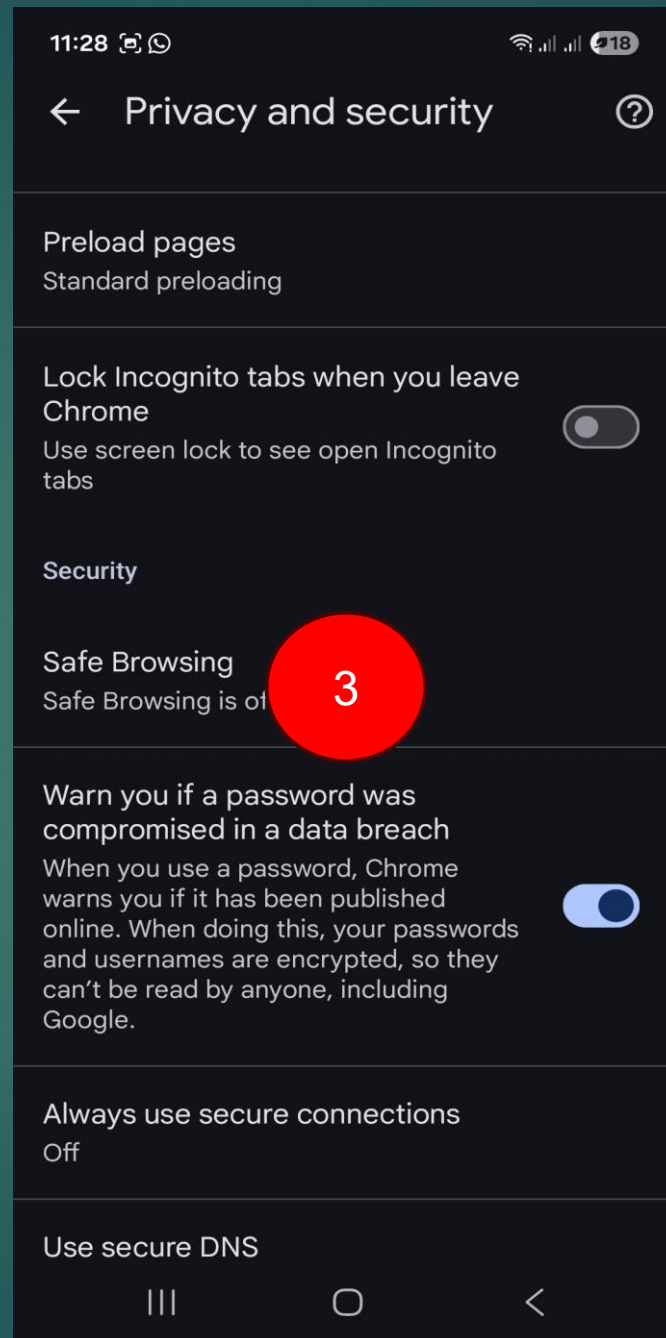 11:28 18
Privacy and security
Preload pages
Standard preloading
Lock Incognito tabs when you leave
Chrome
Use screen lock to see open Incognito
tabs
Security
Safe Browsing
Safe Browsing is
3
Warn you if a password was
compromised in a data breach
When you use a password, Chrome
warns you if it has been published
online. When doing this, your passwords
and usernames are encrypted, so they
can't be read by anyone, including
Google.
Always use secure connections
Off
Use secure DNS